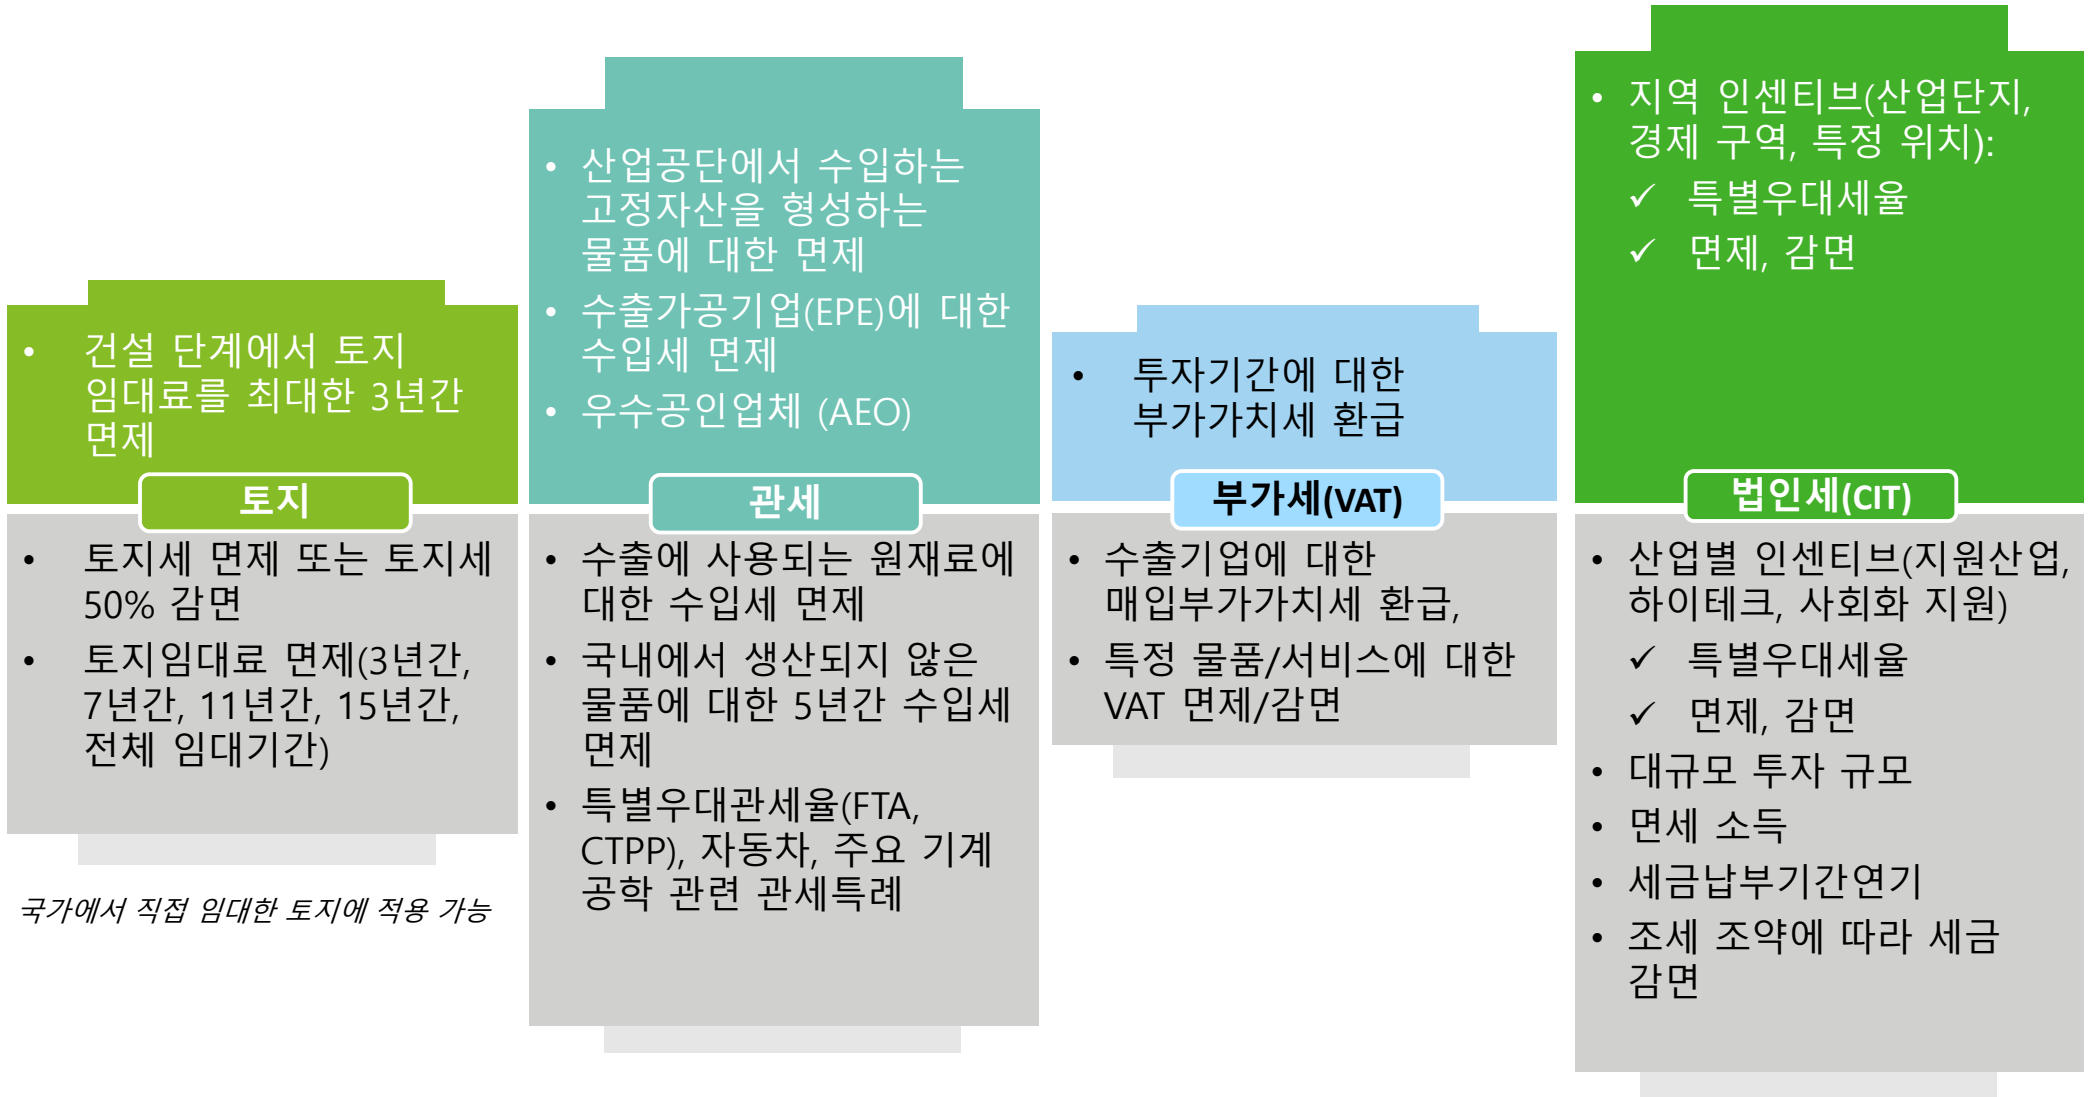 • 건설 단계에서 토지
임대료를 최대한 3년간
면제
토지
• 토지세 면제 또는 토지세
50% 감면
• 토지임대료 면제(3년간,
7년간, 11년간, 15년간,
전체 임대기간)
국가에서 직접 임대한 토지에 적용 가능
• 산업공단에서 수입하는
고정자산을 형성하는
물품에 대한 면제
• 수출가공기업(EPE)에 대한
수입세 면제
• 우수공인업체 (AEO)
관세
• 수출에 사용되는 원재료에
대한 수입세 면제
• 국내에서 생산되지 않은
물품에 대한 5년간 수입세
면제
• 특별우대관세율(FTA,
CTPP), 자동차, 주요 기계
공학 관련 관세특례
• 투자기간에 대한
부가가치세 환급
부가세(VAT)
• 수출기업에 대한
매입부가가치세 환급,
• 특정 물품/서비스에 대한
VAT 면제/감면
• 지역 인센티브(산업단지,
경제 구역, 특정 위치):
✓ 특별우대세율
✓ 면제, 감면
법인세(CIT)
• 산업별 인센티브(지원산업,
하이테크, 사회화 지원)
✓ 특별우대세율
✓ 면제, 감면
• 대규모 투자 규모
• 면세 소득
• 세금납부기간연기
• 조세 조약에 따라 세금
감면